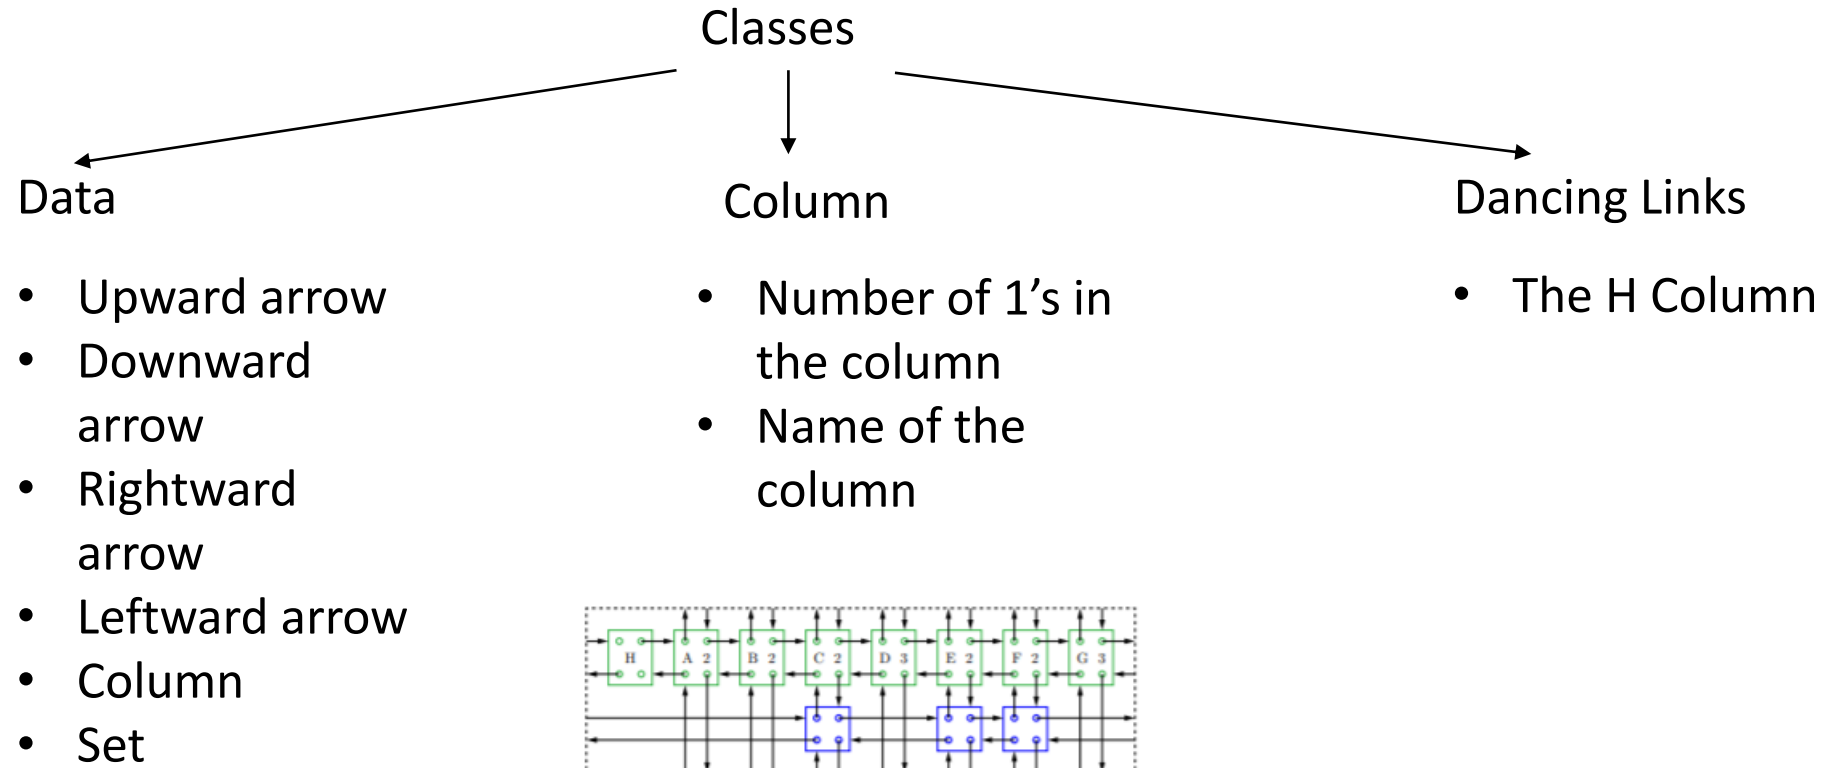 Classes
Data
Column
Dancing Links
• Upward arrow
• Downward
arrow
• Rightward
arrow
• Leftward arrow
• Column
• Set
• Number of 1’s in
the column
• Name of the
column
• The H Column
H A 2 B 2 C 2 D 3 E 2 F 2 G 3